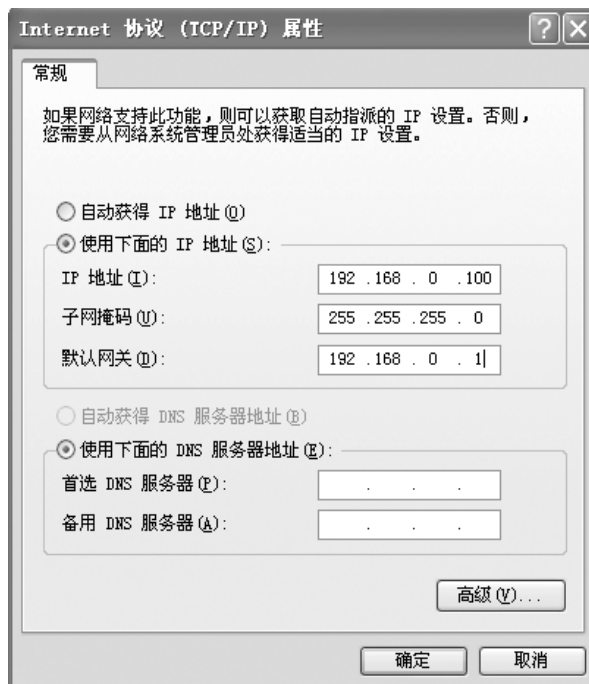 Internet 协议 (TCP/IP) 属性
常规
如果网络支持此功能,则可以获取自动指派的 IP 设置。否则,
您需要从网络系统管理员处获得适当的 IP 设置。
自动获得 IP 地址(O)
使用下面的 IP 地址(S):
IP 地址(I): 192 .168 . 0 .100
子网掩码(U): 255 .255 .255 . 0
默认网关(D): 192 .168 . 0 . 1
自动获得 DNS 服务器地址(B)
使用下面的 DNS 服务器地址(E):
首选 DNS 服务器(P): . . .
备用 DNS 服务器(A): . . .
高级(V)...
确定 取消